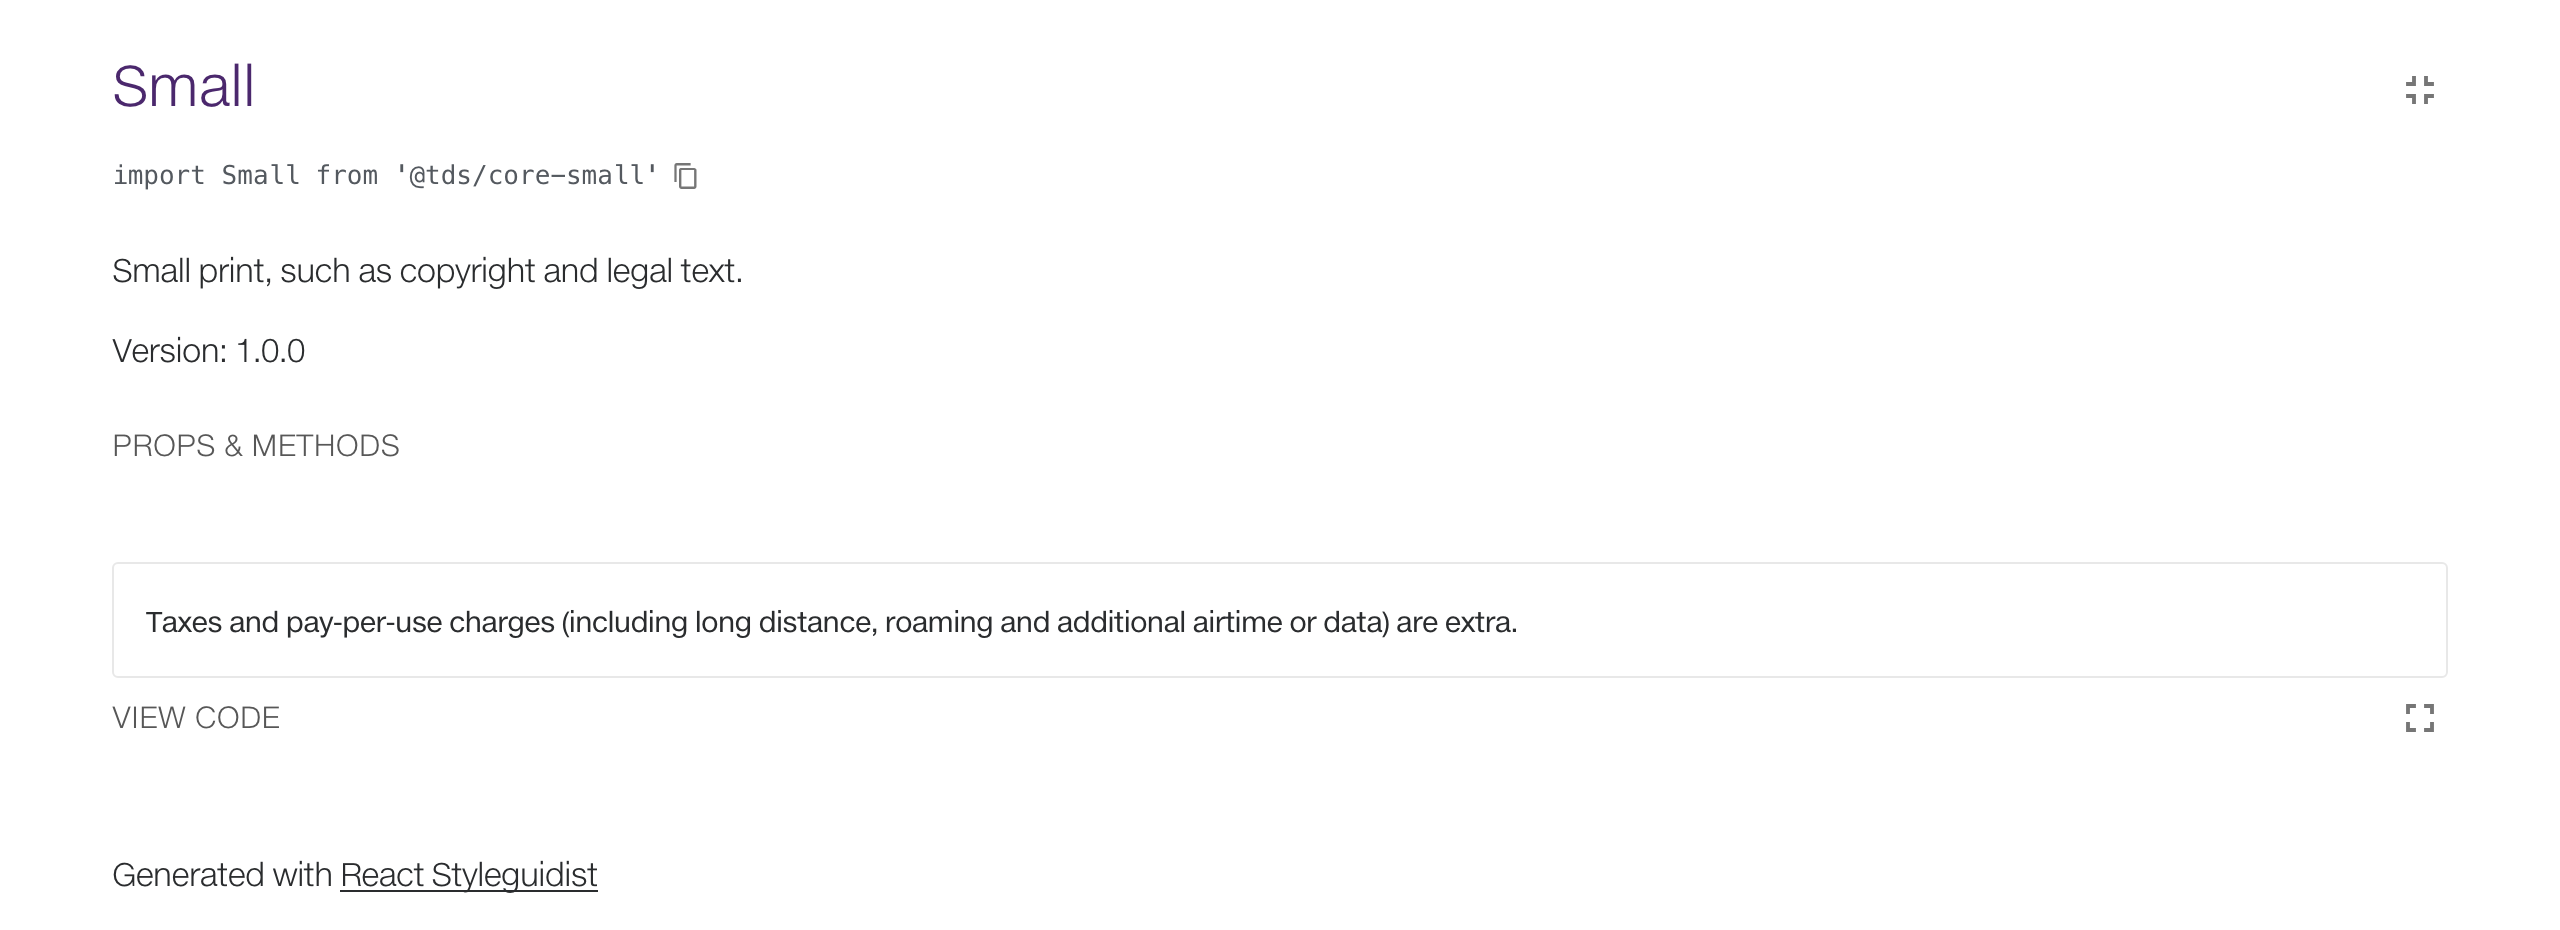 Small
import Small from '@tds/core-small'
Small print, such as copyright and legal text.
Version: 1.0.0
PROPS & METHODS
Taxes and pay-per-use charges (including long distance, roaming and additional airtime or data) are extra.
VIEW CODE
Generated with React Styleguidist